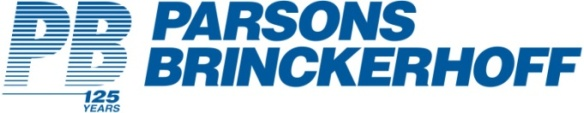 PB
PARSONS
BRINCKERHOFF
125
YEARS